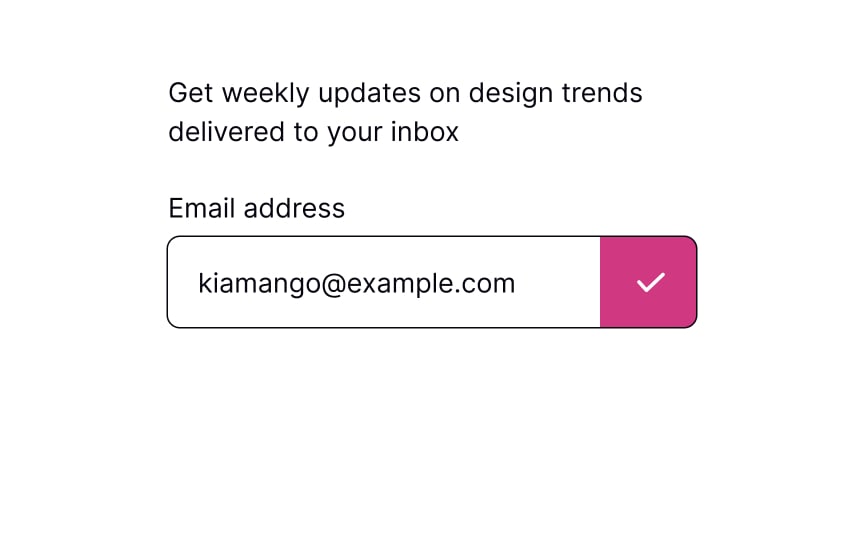 Get weekly updates on design trends
delivered to your inbox
Email address
kiamango@example.com